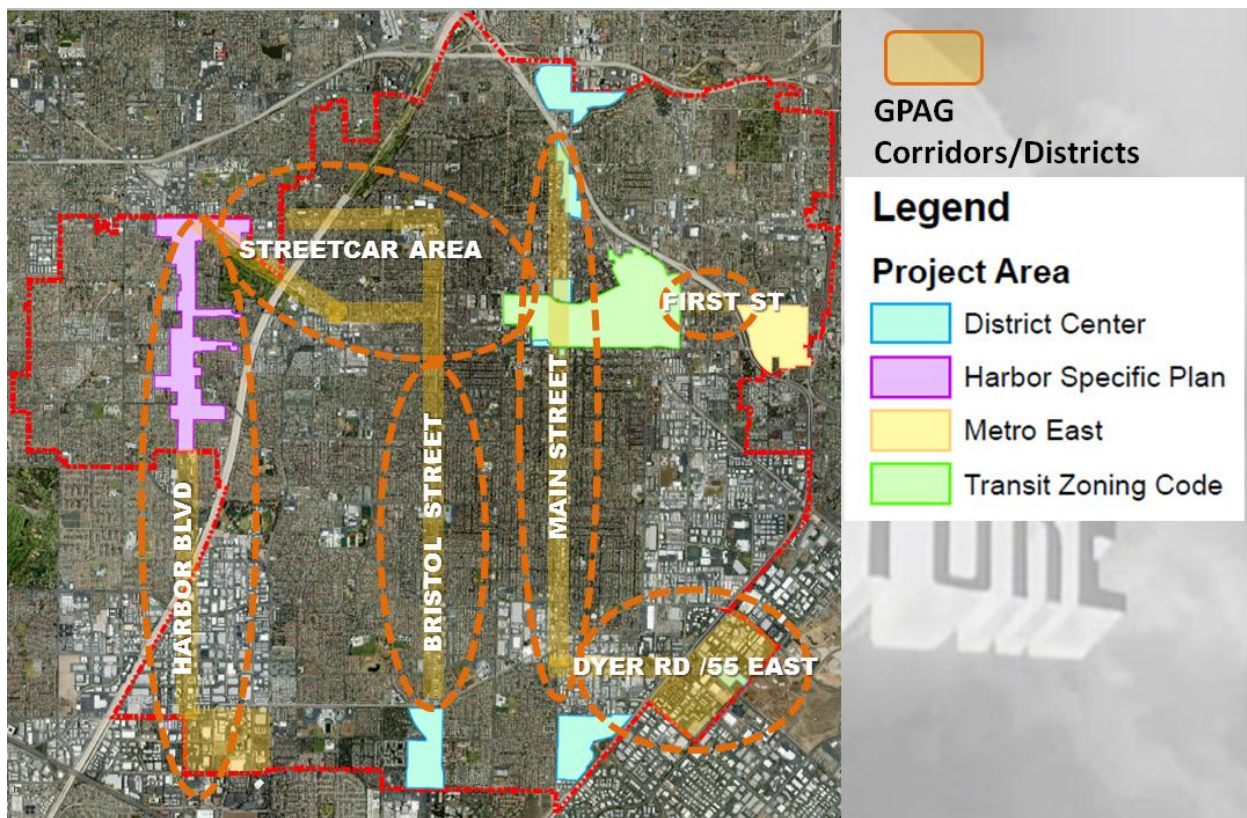 GPAG
Corridors/Districts
Legend
Project Area
District Center
Harbor Specific Plan
Metro East
Transit Zoning Code
STREETCAR AREA
FIRST ST
HARBOR BLVD
BRISTOL STREET
MAIN STREET
DYER RD /55 EAST